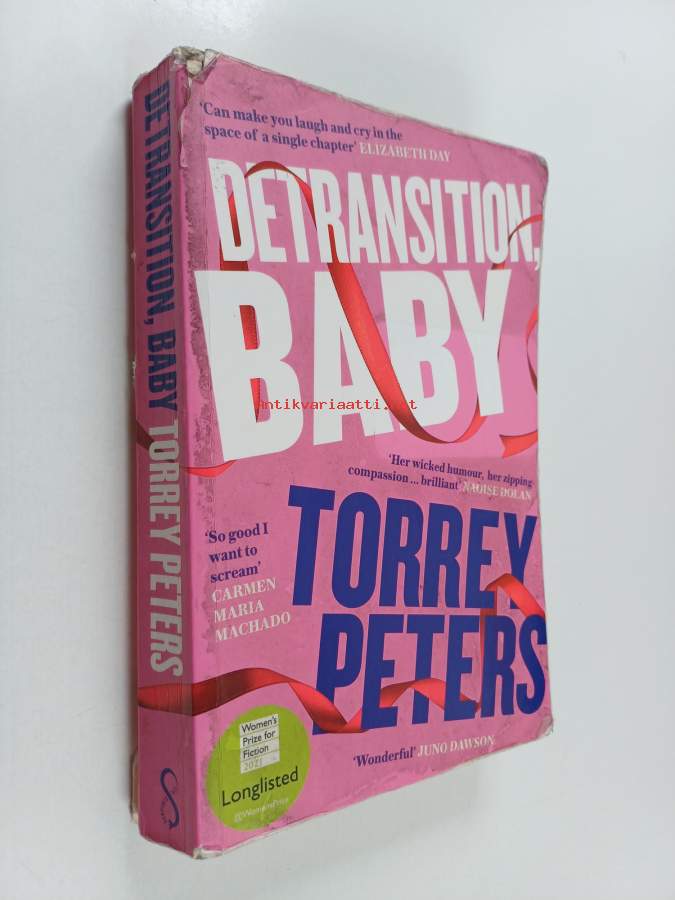 DETRANSITION, BABY TORREY PETERS
'Can make you laugh and cry in the
space of a single chapter' ELIZABETH DAY
DETRANSITION,
BABY
Antikvariaatti.net
'Her wicked humour, her zipping
compassion ... brilliant' NAOISE DOLAN
'So good I
want to
scream'
CARMEN
MARIA
MACHADO
TORREY
PETERS
Women's
Prize for
Fiction
2021
Longlisted
@WomensPrize
'Wonderful' JUNO DAWSON